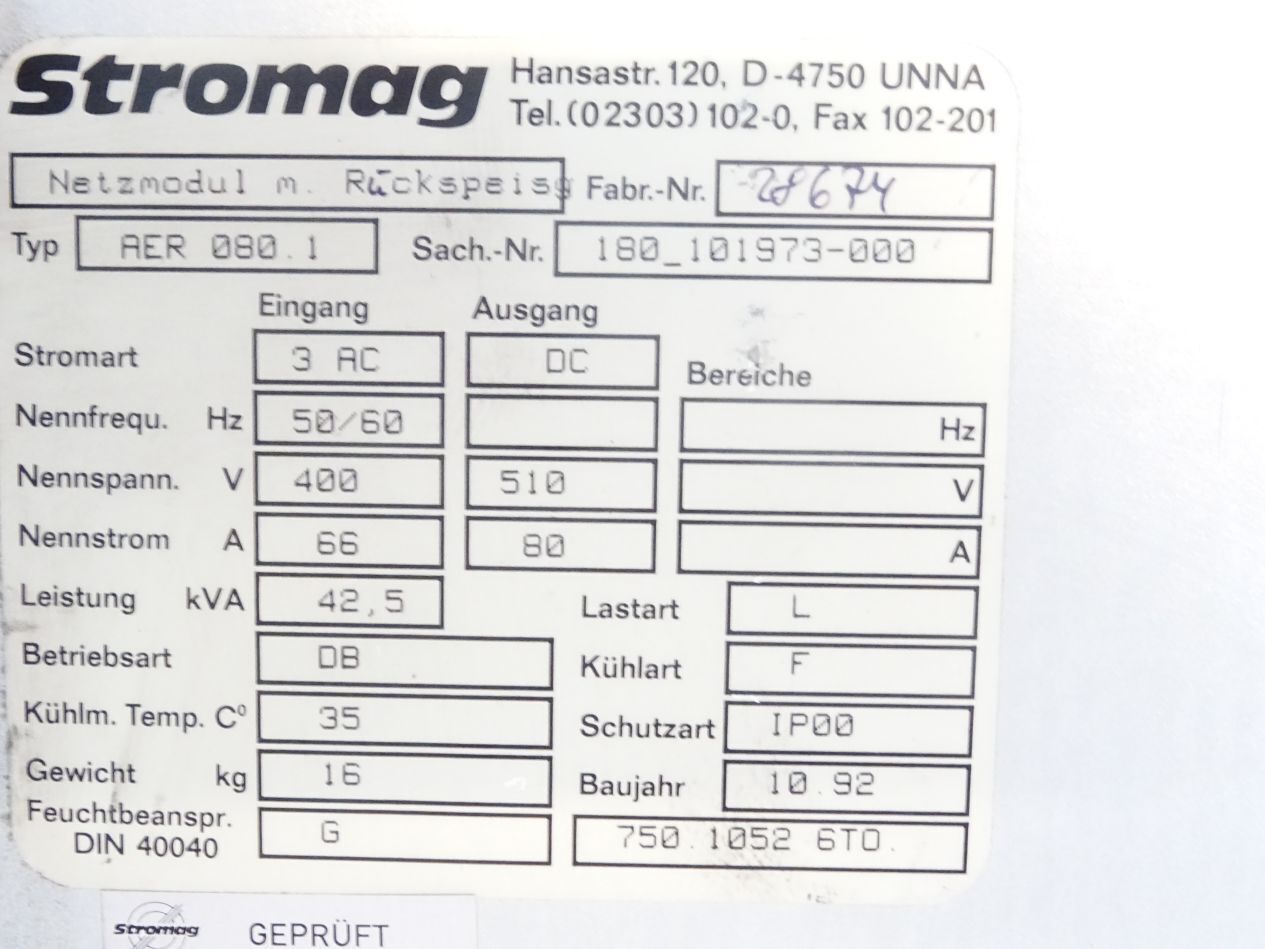 Stromag
Hansastr. 120, D-4750 UNNA
Tel. (02303) 102-0, Fax 102-201
Netzmodul m. Rückspeisg Fabr.-Nr. 28674
Typ AER 080.1 Sach.-Nr. 180_101973-000
Eingang Ausgang
Stromart 3 AC DC Bereiche
Nennfrequ. Hz 50/60 Hz
Nennspann. V 400 510 V
Nennstrom A 66 80 A
Leistung kVA 42,5 Lastart L
Betriebsart DB Kühlart F
Kühlm. Temp. C° 35 Schutzart IP00
Gewicht kg 16 Baujahr 10.92
Feuchtbeanspr.
DIN 40040 G 750.1052 6TO.
Stromag GEPRÜFT